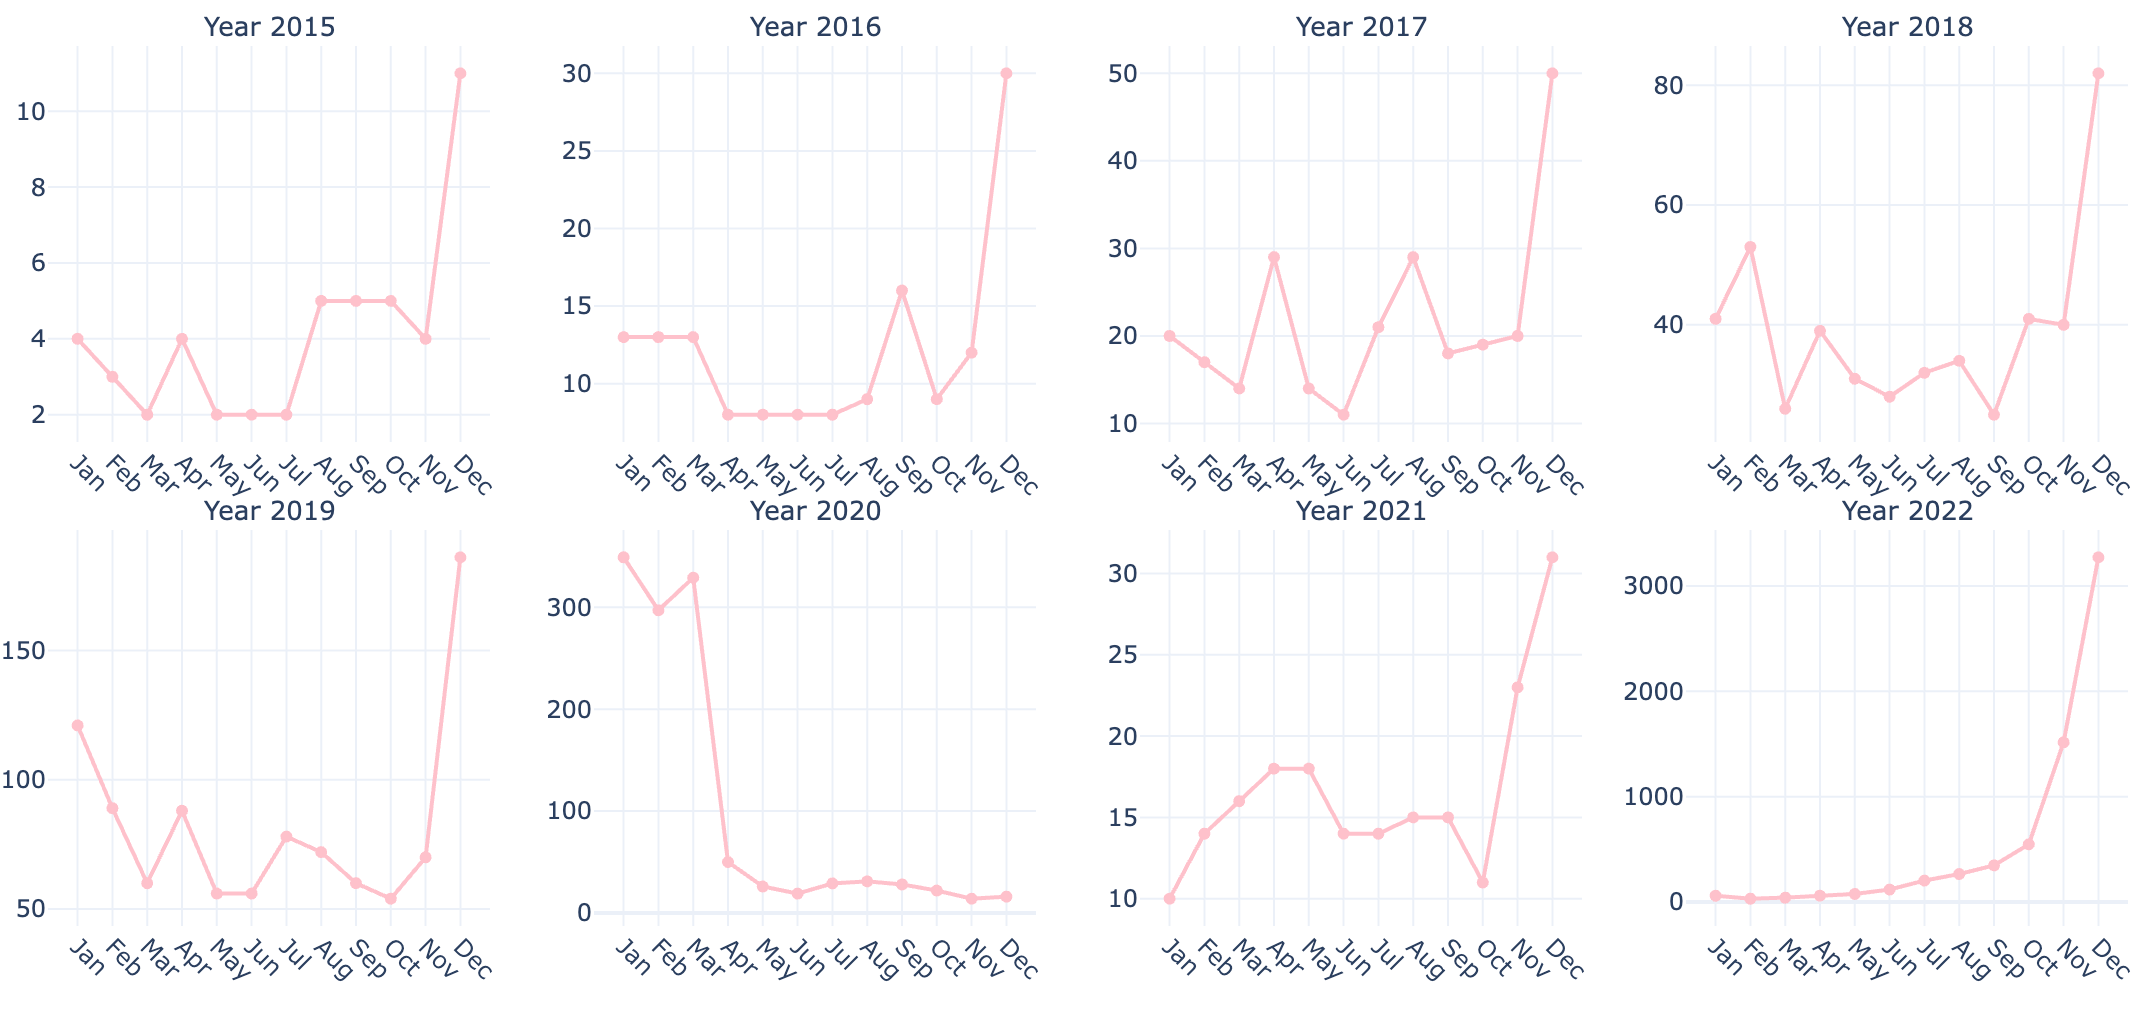 Year 2015
Year 2016
Year 2017
Year 2018
10
8
6
4
2
Jan Feb Mar Apr May Jun Jul Aug Sep Oct Nov Dec
30
25
20
15
10
Jan Feb Mar Apr May Jun Jul Aug Sep Oct Nov Dec
50
40
30
20
10
Jan Feb Mar Apr May Jun Jul Aug Sep Oct Nov Dec
80
60
40
Jan Feb Mar Apr May Jun Jul Aug Sep Oct Nov Dec
Year 2019
Year 2020
Year 2021
Year 2022
150
100
50
Jan Feb Mar Apr May Jun Jul Aug Sep Oct Nov Dec
300
200
100
0
Jan Feb Mar Apr May Jun Jul Aug Sep Oct Nov Dec
30
25
20
15
10
Jan Feb Mar Apr May Jun Jul Aug Sep Oct Nov Dec
3000
2000
1000
0
Jan Feb Mar Apr May Jun Jul Aug Sep Oct Nov Dec